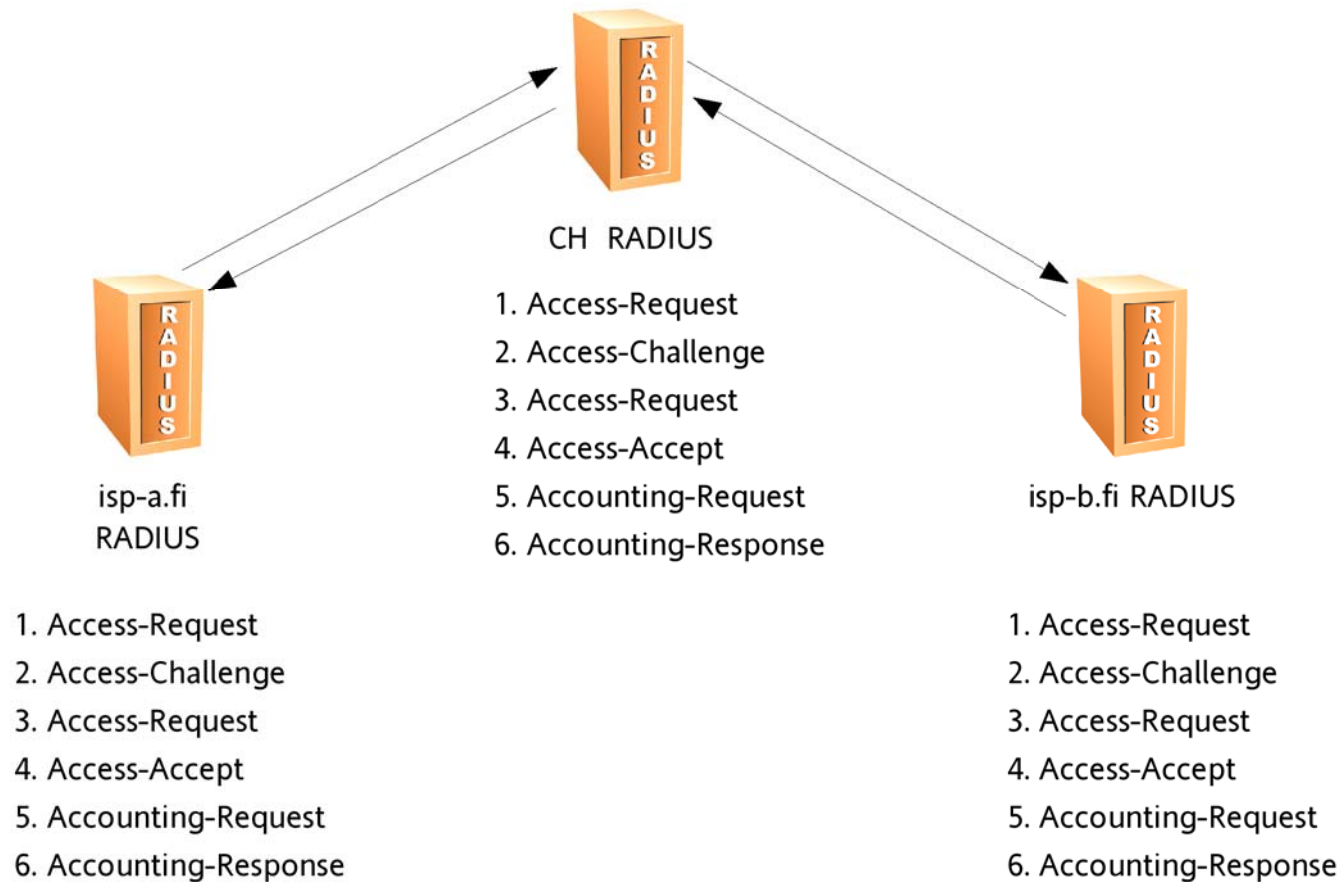 RADIUS
CH RADIUS
1. Access-Request
2. Access-Challenge
3. Access-Request
4. Access-Accept
5. Accounting-Request
6. Accounting-Response
RADIUS
isp-a.fi
RADIUS
1. Access-Request
2. Access-Challenge
3. Access-Request
4. Access-Accept
5. Accounting-Request
6. Accounting-Response
RADIUS
isp-b.fi RADIUS
1. Access-Request
2. Access-Challenge
3. Access-Request
4. Access-Accept
5. Accounting-Request
6. Accounting-Response